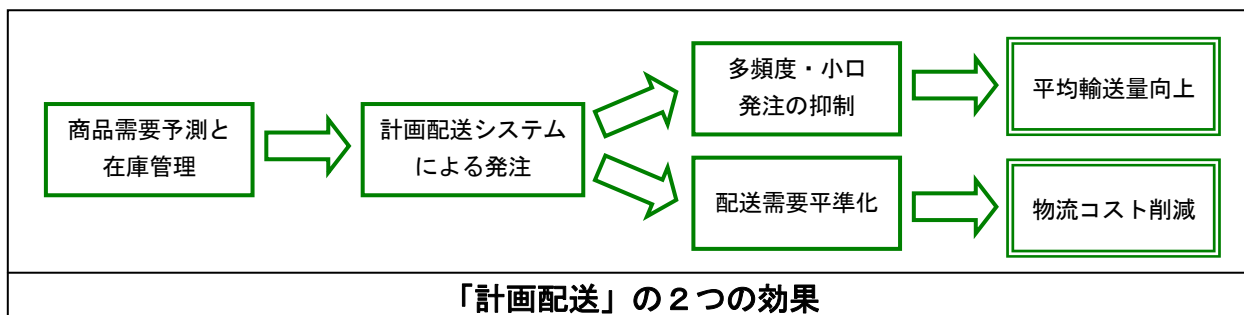 商品需要予測と
在庫管理
計画配送システム
による発注
多頻度・小口
発注の抑制
平均輸送量向上
配送需要平準化
物流コスト削減
「計画配送」の２つの効果